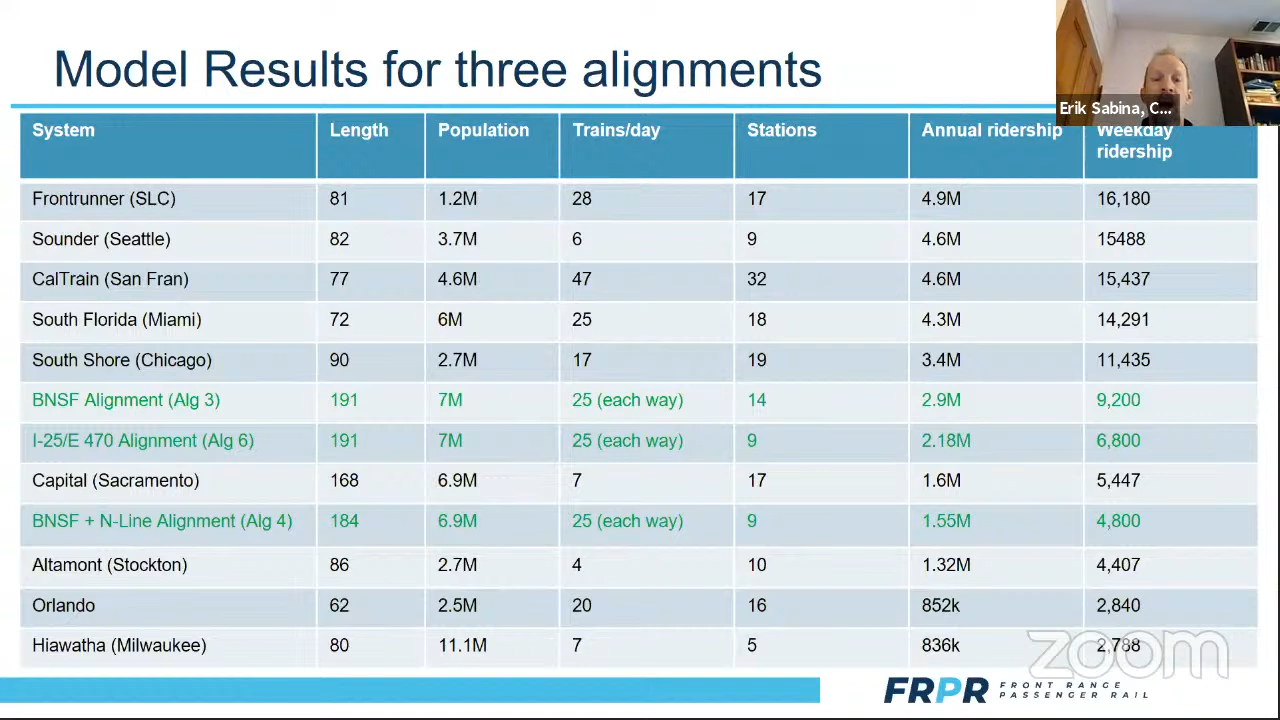 Model Results for three alignments
Erik Sabina, C...
System Length Population Trains/day Stations Annual ridership Weekday ridership
Frontrunner (SLC) 81 1.2M 28 17 4.9M 16,180
Sounder (Seattle) 82 3.7M 6 9 4.6M 15488
CalTrain (San Fran) 77 4.6M 47 32 4.6M 15,437
South Florida (Miami) 72 6M 25 18 4.3M 14,291
South Shore (Chicago) 90 2.7M 17 19 3.4M 11,435
BNSF Alignment (Alg 3) 191 7M 25 (each way) 14 2.9M 9,200
I-25/E 470 Alignment (Alg 6) 191 7M 25 (each way) 9 2.18M 6,800
Capital (Sacramento) 168 6.9M 7 17 1.6M 5,447
BNSF + N-Line Alignment (Alg 4) 184 6.9M 25 (each way) 9 1.55M 4,800
Altamont (Stockton) 86 2.7M 4 10 1.32M 4,407
Orlando 62 2.5M 20 16 852k 2,840
Hiawatha (Milwaukee) 80 11.1M 7 5 836k 2,788
zoom
FRPR FRONT RANGE
PASSENGER RAIL